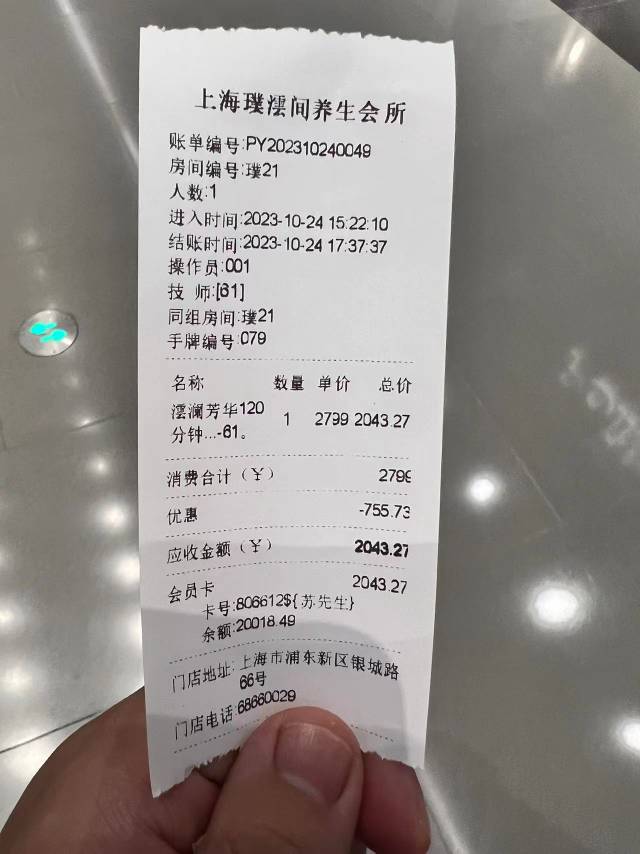 上海璞濡间养生会所
账单编号:PY202310240049
房间编号:璞21
人数:1
进入时间:2023-10-24 15:22:10
结账时间:2023-10-24 17:37:37
操作员:001
技 师:[61]
同组房间:璞21
手牌编号:079
名称 数量 单价 总价
濡澜芳华120 1 2799 2043.27
分钟...-61。
消费合计（￥） 2799
优惠 -755.73
应收金额（￥） 2043.27
会员卡 2043.27
卡号:806612${苏先生}
余额:20018.49
门店地址:上海市浦东新区银城路
66号
门店电话:68660029